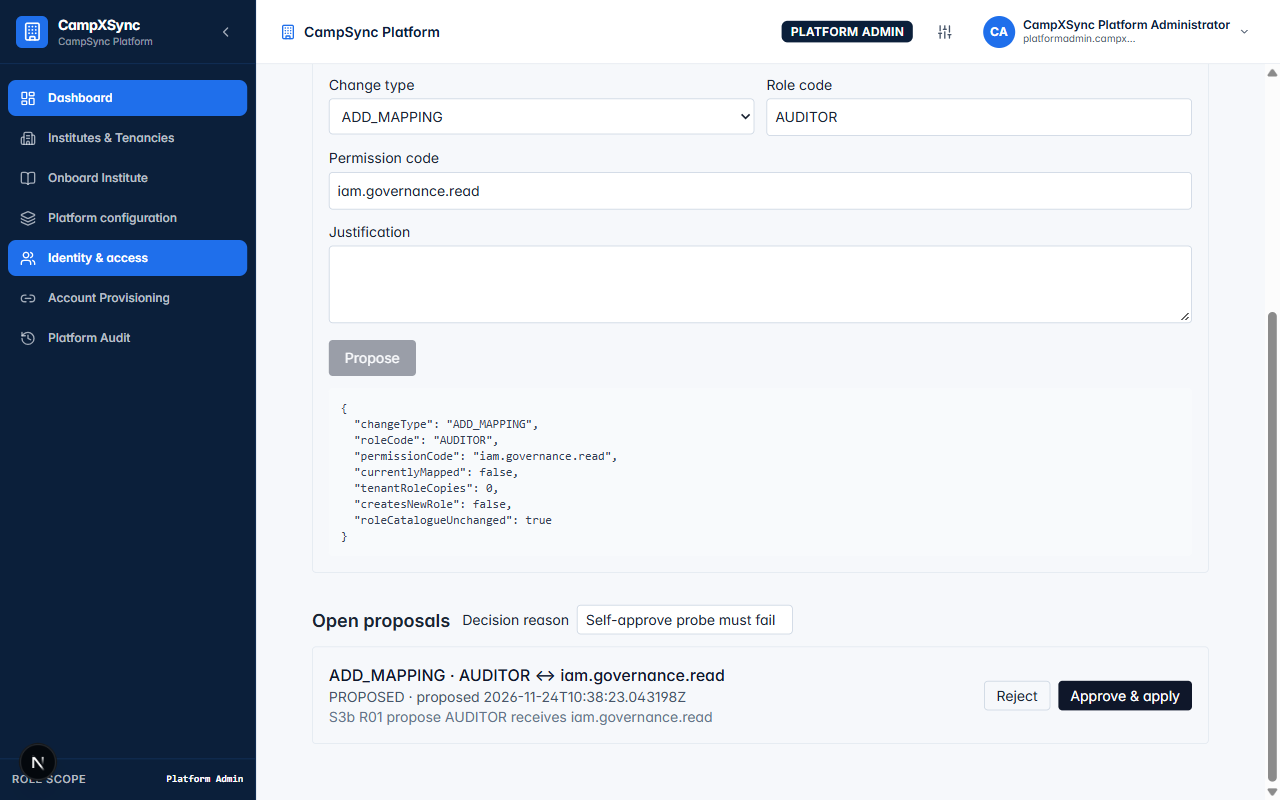 CampXSync
CampSync Platform
Dashboard
Institutes & Tenancies
Onboard Institute
Platform configuration
Identity & access
Account Provisioning
Platform Audit
N
ROLE SCOPE
Platform Admin
CampSync Platform
PLATFORM ADMIN
CA
CampXSync Platform Administrator
platformadmin.campx...
Change type
Role code
ADD_MAPPING
AUDITOR
Permission code
iam.governance.read
Justification
Propose
{
"changeType": "ADD_MAPPING",
"roleCode": "AUDITOR",
"permissionCode": "iam.governance.read",
"currentlyMapped": false,
"tenantRoleCopies": 0,
"createsNewRole": false,
"roleCatalogueUnchanged": true
}
Open proposals
Decision reason
Self-approve probe must fail
ADD_MAPPING · AUDITOR ↔ iam.governance.read
PROPOSED · proposed 2026-11-24T10:38:23.043198Z
S3b R01 propose AUDITOR receives iam.governance.read
Reject
Approve & apply